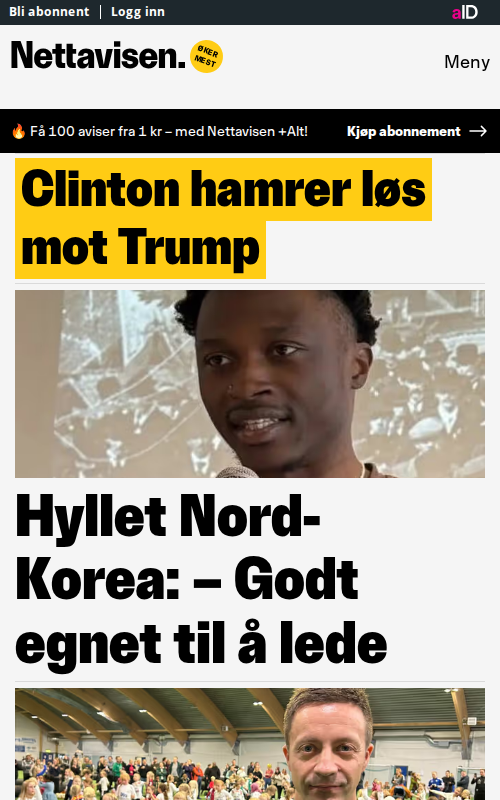 Bli abonnent
Logg inn
aID
Nettavisen.
ØKER
MEST
Meny
🔥 Få 100 aviser fra 1 kr – med Nettavisen +Alt!
Kjøp abonnement →
Clinton hamrer løs
mot Trump
Hyllet Nord-
Korea: – Godt
egnet til å lede